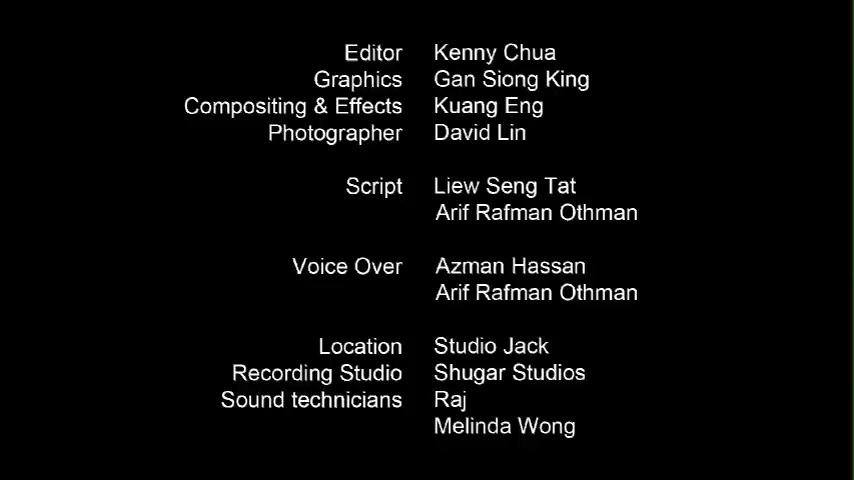 Editor Kenny Chua
Graphics Gan Siong King
Compositing & Effects Kuang Eng
Photographer David Lin
Script Liew Seng Tat
Arif Rafman Othman
Voice Over Azman Hassan
Arif Rafman Othman
Location Studio Jack
Recording Studio Shugar Studios
Sound technicians Raj
Melinda Wong